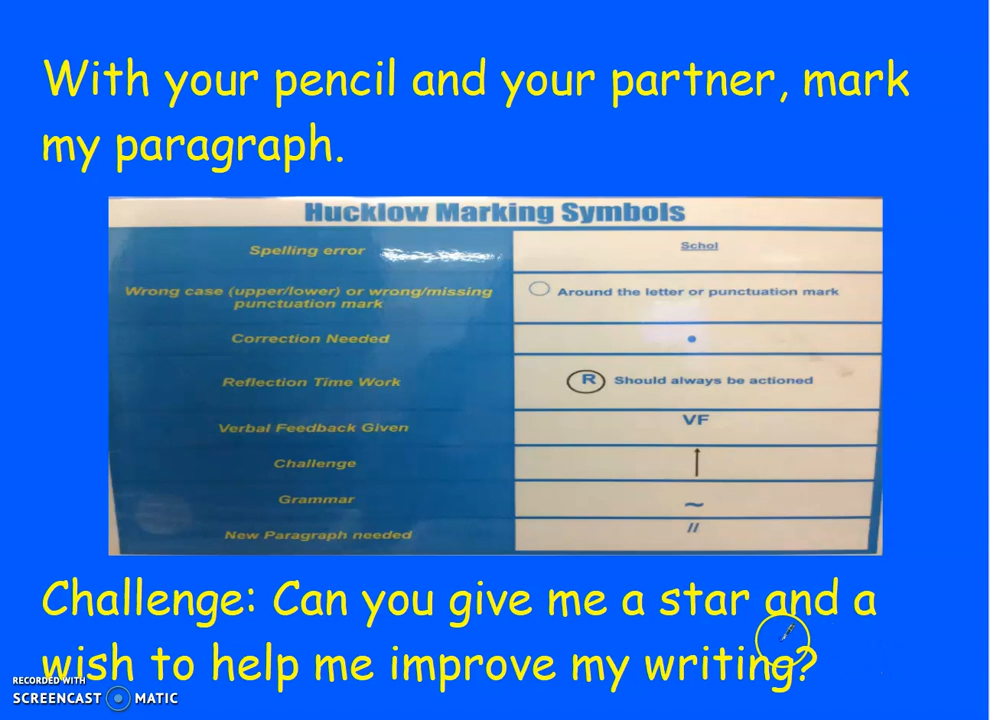 With your pencil and your partner, mark
my paragraph.
Hucklow Marking Symbols
Spelling error
Schol
Wrong case (upper/lower) or wrong/missing
punctuation mark
Around the letter or punctuation mark
Correction Needed
Reflection Time Work
R Should always be actioned
Verbal Feedback Given
VF
Challenge
Grammar
~
New Paragraph needed
//
Challenge: Can you give me a star and a
wish to help me improve my writing?
RECORDED WITH
SCREENCAST MATIC